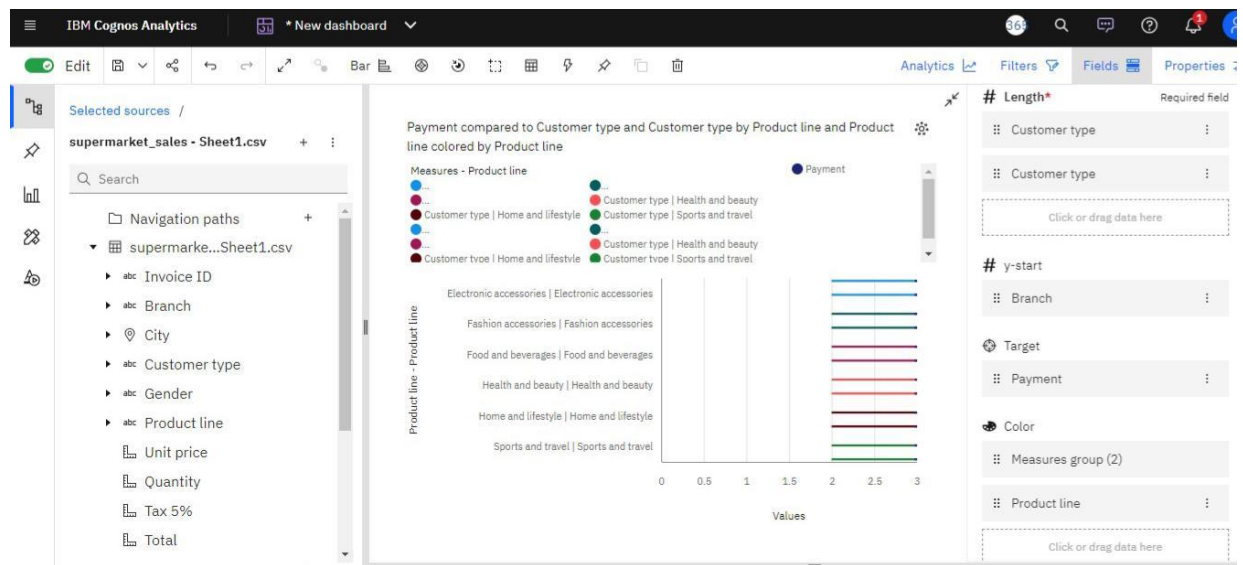 IBM Cognos Analytics
* New dashboard
1
Edit
Bar
Analytics
Filters
Fields
Properties
Selected sources /
supermarket_sales - Sheet1.csv
Search
Navigation paths
supermarke...Sheet1.csv
abc Invoice ID
abc Branch
City
abc Customer type
abc Gender
abc Product line
Unit price
Quantity
Tax 5%
Total
Payment compared to Customer type and Customer type by Product line and Product
line colored by Product line
Measures - Product line
Payment
...
...
...
Customer type | Health and beauty
Customer type | Home and lifestyle
Customer type | Sports and travel
...
...
...
Customer type | Health and beauty
Customer type | Home and lifestyle
Customer type | Sports and travel
Product line - Product line
Electronic accessories | Electronic accessories
Fashion accessories | Fashion accessories
Food and beverages | Food and beverages
Health and beauty | Health and beauty
Home and lifestyle | Home and lifestyle
Sports and travel | Sports and travel
0 0.5 1 1.5 2 2.5 3
Values
# Length*
Required field
Customer type
Customer type
Click or drag data here
# y-start
Branch
Target
Payment
Color
Measures group (2)
Product line
Click or drag data here